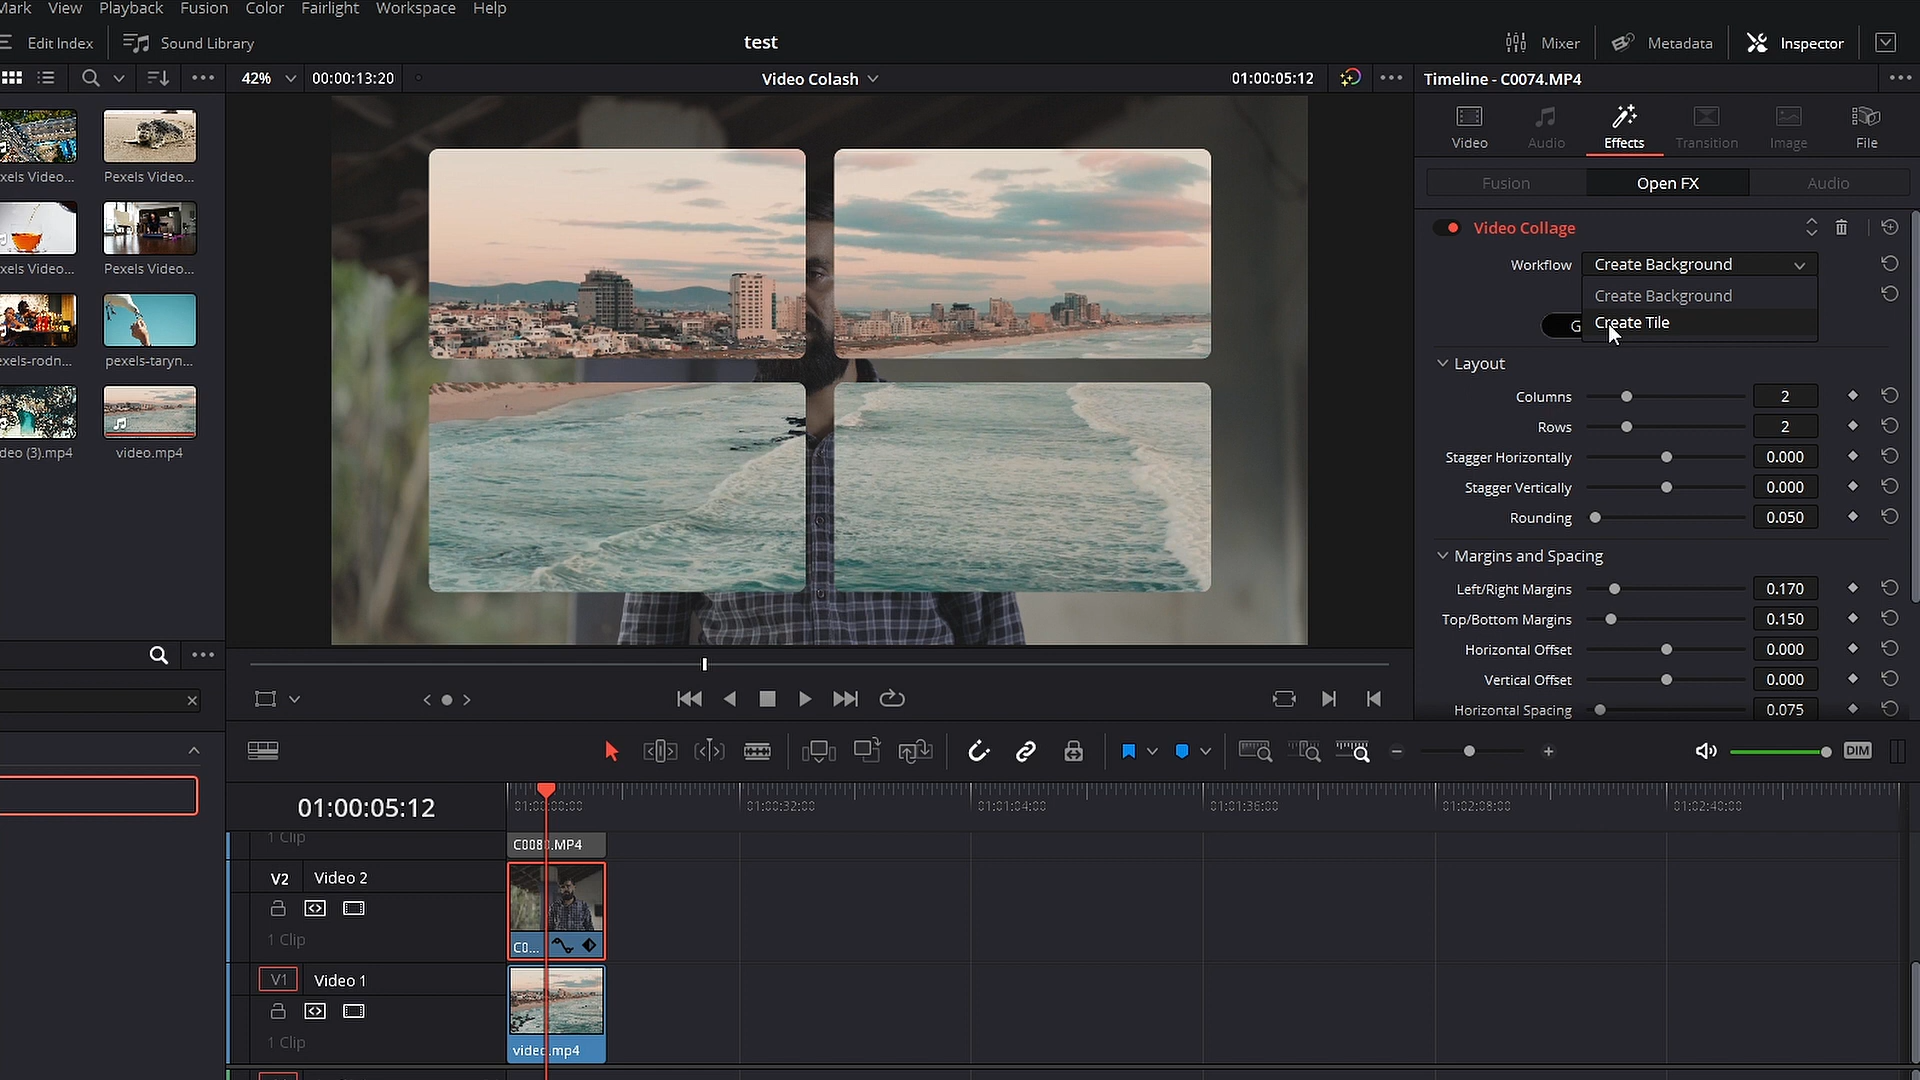 Mark View Playback Fusion Color Fairlight Workspace Help
Edit Index Sound Library test Mixer Metadata Inspector
42% 00:00:13:20 Video Colash 01:00:05:12 Timeline - C0074.MP4
Video Audio Effects Transition Image File
xels Video... Pexels Video...
Fusion Open FX Audio
Video Collage
Workflow Create Background
xels Video... Pexels Video...
Create Background
G Create Tile
exels-rodn... pexels-taryn...
Layout
Columns 2
Rows 2
deo (3).mp4 video.mp4
Stagger Horizontally 0.000
Stagger Vertically 0.000
Rounding 0.050
Margins and Spacing
Left/Right Margins 0.170
Top/Bottom Margins 0.150
Horizontal Offset 0.000
Vertical Offset 0.000
Horizontal Spacing 0.075
DIM
01:00:05:12 01:00:00:00 01:00:32:00 01:01:04:00 01:01:36:00 01:02:08:00 01:02:40:00
1 Clip C0080.MP4
V2 Video 2
1 Clip C0...
V1 Video 1
1 Clip video.mp4